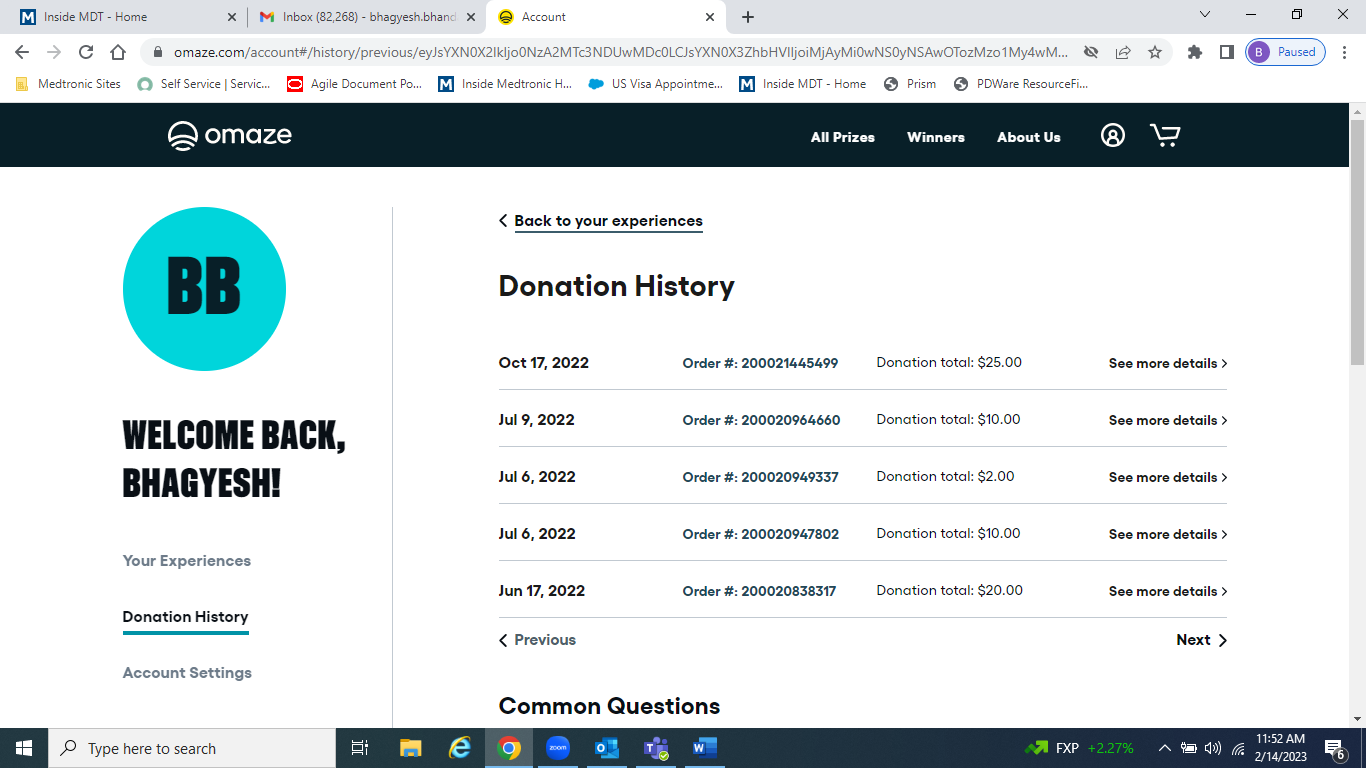 Inside MDT - Home
Inbox (82,268) - bhagyesh.bhand
Account
omaze.com/account#/history/previous/eyJsYXN0X2lkIjo0NzA2MTc3NDUwMDc0LCJsYXN0X3ZhbHVlIjoiMjAyMi0wNS0yNSAwOTozMzo1My4wM...
B Paused
Medtronic Sites
Self Service | Servic...
Agile Document Po...
Inside Medtronic H...
US Visa Appointme...
Inside MDT - Home
Prism
PDWare ResourceFi...
omaze
All Prizes
Winners
About Us
BB
WELCOME BACK,
BHAGYESH!
Your Experiences
Donation History
Account Settings
Back to your experiences
Donation History
Oct 17, 2022 Order #: 200021445499 Donation total: $25.00 See more details >
Jul 9, 2022 Order #: 200020964660 Donation total: $10.00 See more details >
Jul 6, 2022 Order #: 200020949337 Donation total: $2.00 See more details >
Jul 6, 2022 Order #: 200020947802 Donation total: $10.00 See more details >
Jun 17, 2022 Order #: 200020838317 Donation total: $20.00 See more details >
Previous
Next
Common Questions
Type here to search
zoom
FXP +2.27%
11:52 AM
2/14/2023
6